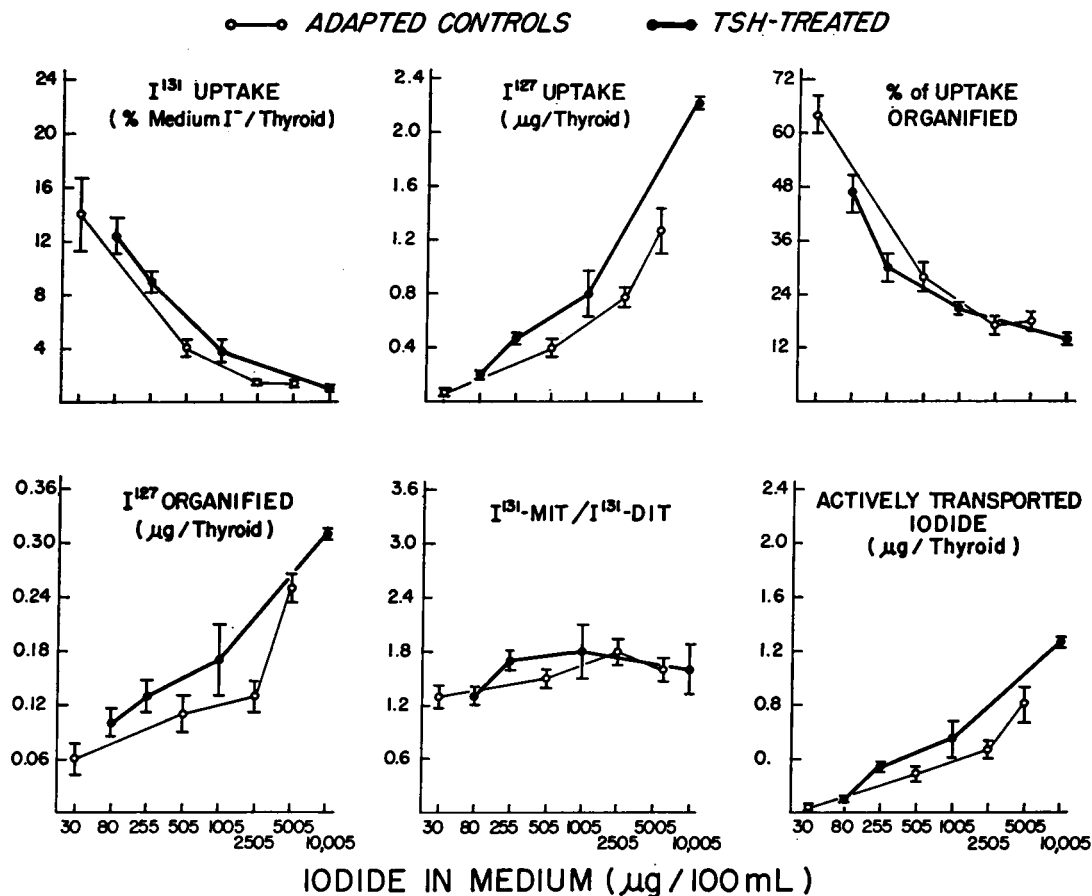 ADAPTED CONTROLS TSH-TREATED
I¹³¹ UPTAKE
(% Medium I⁻/Thyroid)
24
20
16
12
8
4
I¹²⁷ UPTAKE
(µg/Thyroid)
2.4
2.2
1.6
1.2
0.8
0.4
% of UPTAKE
ORGANIFIED
72
60
48
36
24
12
I¹²⁷ ORGANIFIED
(µg/Thyroid)
0.36
0.30
0.24
0.18
0.12
0.06
30 80 255 505 1005 2505 5005 10,005
I¹³¹-MIT/I¹³¹-DIT
3.6
3.0
2.4
1.8
1.2
0.6
30 80 255 505 1005 2505 5005 10,005
ACTIVELY TRANSPORTED
IODIDE
(µg/Thyroid)
2.4
2.0
1.6
1.2
0.8
0.
30 80 255 505 1005 2505 5005 10,005
IODIDE IN MEDIUM (µg/100mL)